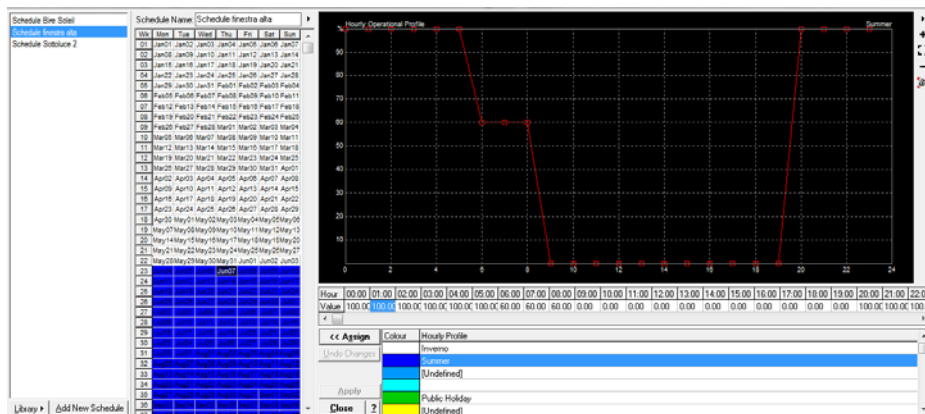 Schedule Bire Soleil
Schedule finestra alta
Schedule Sottoluce 2
Library
Add New Schedule
Schedule Name: Schedule finestra alta
Wk Mon Tue Wed Thu Fri Sat Sun
01 Jan01 Jan02 Jan03 Jan04 Jan05 Jan06 Jan07
02 Jan08 Jan09 Jan10 Jan11 Jan12 Jan13 Jan14
03 Jan15 Jan16 Jan17 Jan18 Jan19 Jan20 Jan21
04 Jan22 Jan23 Jan24 Jan25 Jan26 Jan27 Jan28
05 Jan29 Jan30 Jan31 Feb01 Feb02 Feb03 Feb04
06 Feb05 Feb06 Feb07 Feb08 Feb09 Feb10 Feb11
07 Feb12 Feb13 Feb14 Feb15 Feb16 Feb17 Feb18
08 Feb19 Feb20 Feb21 Feb22 Feb23 Feb24 Feb25
09 Feb26 Feb27 Feb28 Mar01 Mar02 Mar03 Mar04
10 Mar05 Mar06 Mar07 Mar08 Mar09 Mar10 Mar11
11 Mar12 Mar13 Mar14 Mar15 Mar16 Mar17 Mar18
12 Mar19 Mar20 Mar21 Mar22 Mar23 Mar24 Mar25
13 Mar26 Mar27 Mar28 Mar29 Mar30 Mar31 Apr01
14 Apr02 Apr03 Apr04 Apr05 Apr06 Apr07 Apr08
15 Apr09 Apr10 Apr11 Apr12 Apr13 Apr14 Apr15
16 Apr16 Apr17 Apr18 Apr19 Apr20 Apr21 Apr22
17 Apr23 Apr24 Apr25 Apr26 Apr27 Apr28 Apr29
18 Apr30 May01 May02 May03 May04 May05 May06
19 May07 May08 May09 May10 May11 May12 May13
20 May14 May15 May16 May17 May18 May19 May20
21 May21 May22 May23 May24 May25 May26 May27
22 May28 May29 May30 May31 Jun01 Jun02 Jun03
23 Jun07
24
25
26
27
28
29
30
31
32
33
34
35
36
Hourly Operational Profile Summer
%
90
80
70
60
50
40
30
20
10
0 2 4 6 8 10 12 14 16 18 20 22 24
Hour 00:00 01:00 02:00 03:00 04:00 05:00 06:00 07:00 08:00 09:00 10:00 11:00 12:00 13:00 14:00 15:00 16:00 17:00 18:00 19:00 20:00 21:00 22:0
Value 100.0C 100.0C 100.0C 100.0C 100.0C 100.0C 60.00 60.00 60.00 0.00 0.00 0.00 0.00 0.00 0.00 0.00 0.00 0.00 0.00 0.00 100.0C 100.0C 100.
<< Assign
Undo Changes
Apply
Close ?
Colour Hourly Profile
Inverno
Summer
[Undefined]
Public Holiday
[Undefined]